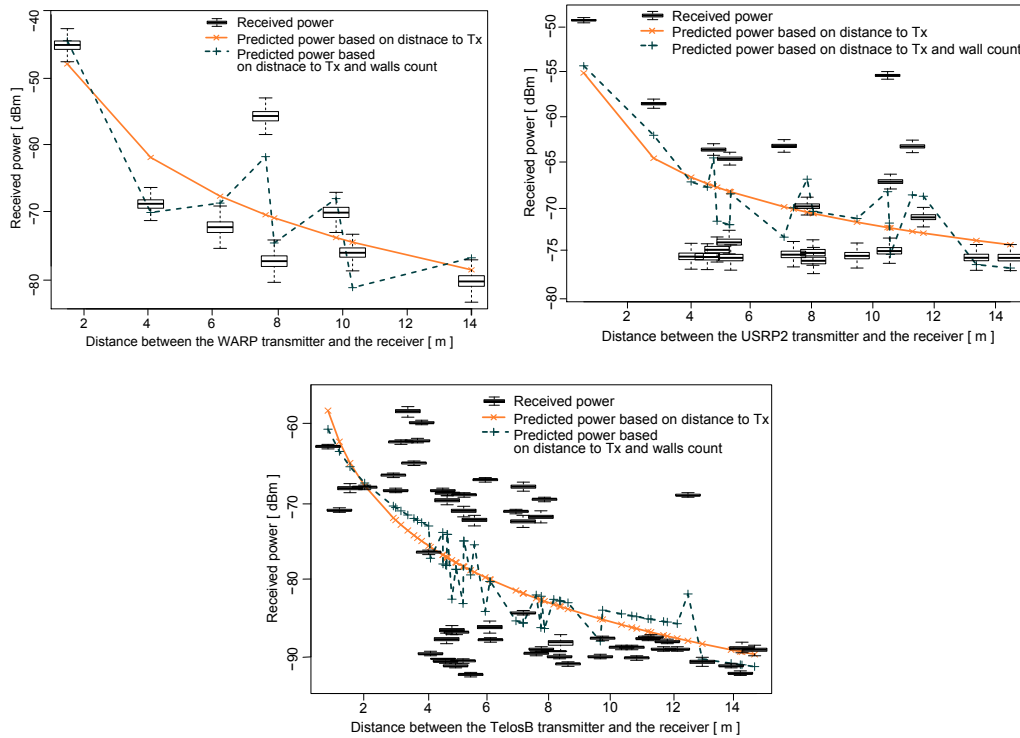 Received power
Predicted power based on distnace to Tx
Predicted power based
on distnace to Tx and walls count
Received power [ dBm]
−40
−50
−60
−70
−80
2
4
6
8
10
12
14
Distance between the WARP transmitter and the receiver [ m ]
Received power
Predicted power based on distance to Tx
Predicted power based on distnace to Tx and wall count
Received power [ dBm]
−50
−55
−60
−65
−70
−75
−80
2
4
6
8
10
12
14
Distance between the USRP2 transmitter and the receiver [ m ]
Received power
Predicted power based on distance to Tx
Predicted power based
on distance to Tx and walls count
Received power [ dBm]
−60
−70
−80
−90
2
4
6
8
10
12
14
Distance between the TelosB transmitter and the receiver [ m ]